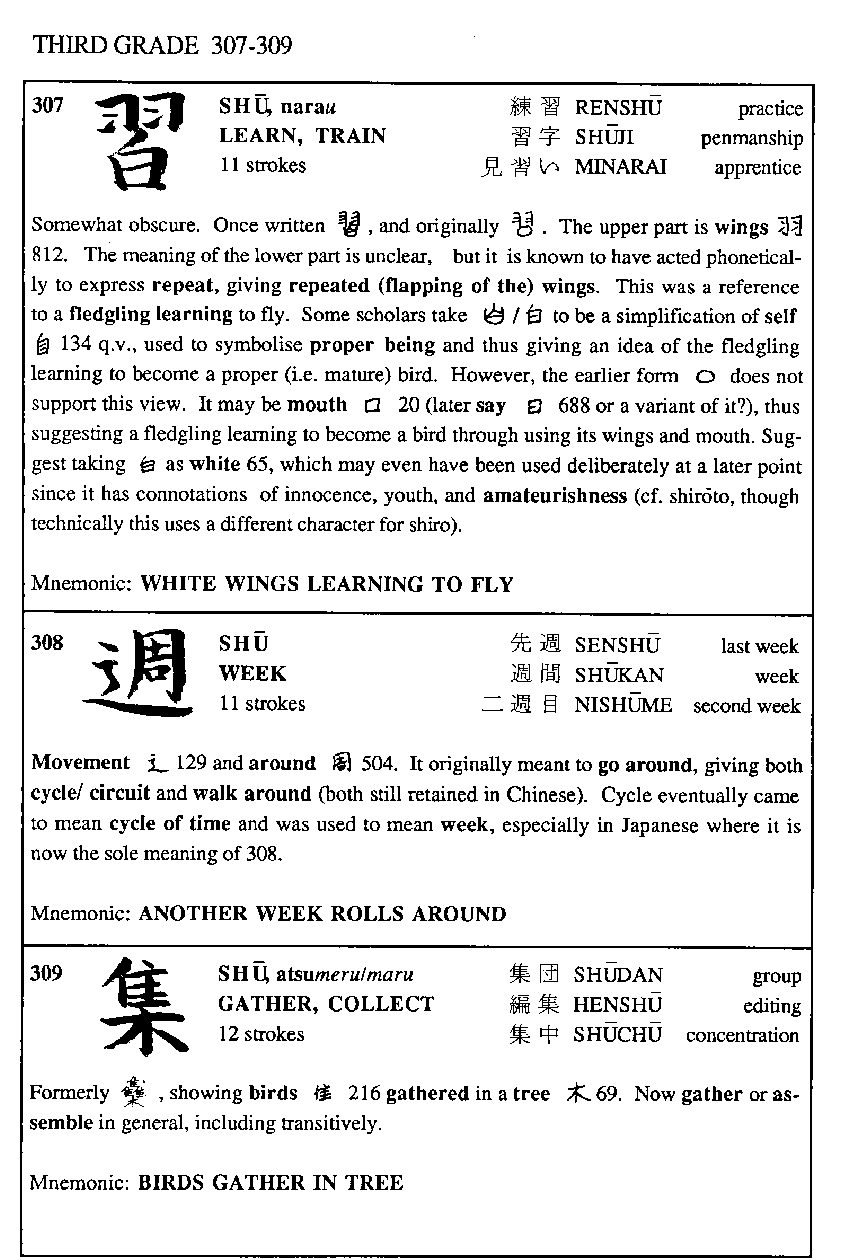 THIRD GRADE 307-309
307 習 SHŪ, narau 練習 RENSHŪ practice
LEARN, TRAIN 習字 SHŪJI penmanship
11 strokes 見習い MINARAI apprentice
Somewhat obscure. Once written , and originally . The upper part is wings 羽
812. The meaning of the lower part is unclear, but it is known to have acted phonetical-
ly to express repeat, giving repeated (flapping of the) wings. This was a reference
to a fledgling learning to fly. Some scholars take / 白 to be a simplification of self
134 q.v., used to symbolise proper being and thus giving an idea of the fledgling
learning to become a proper (i.e. mature) bird. However, the earlier form does not
support this view. It may be mouth 口 20 (later say 688 or a variant of it?), thus
suggesting a fledgling learning to become a bird through using its wings and mouth. Sug-
gest taking 白 as white 65, which may even have been used deliberately at a later point
since it has connotations of innocence, youth, and amateurishness (cf. shirōto, though
technically this uses a different character for shiro).
Mnemonic: WHITE WINGS LEARNING TO FLY
308 週 SHŪ 先週 SENSHŪ last week
WEEK 週間 SHŪKAN week
11 strokes 二週目 NISHŪME second week
Movement 辶 129 and around 周 504. It originally meant to go around, giving both
cycle/ circuit and walk around (both still retained in Chinese). Cycle eventually came
to mean cycle of time and was used to mean week, especially in Japanese where it is
now the sole meaning of 308.
Mnemonic: ANOTHER WEEK ROLLS AROUND
309 集 SHŪ, atsumeru/maru 集団 SHŪDAN group
GATHER, COLLECT 編集 HENSHŪ editing
12 strokes 集中 SHŪCHŪ concentration
Formerly , showing birds 隹 216 gathered in a tree 木 69. Now gather or as-
semble in general, including transitively.
Mnemonic: BIRDS GATHER IN TREE